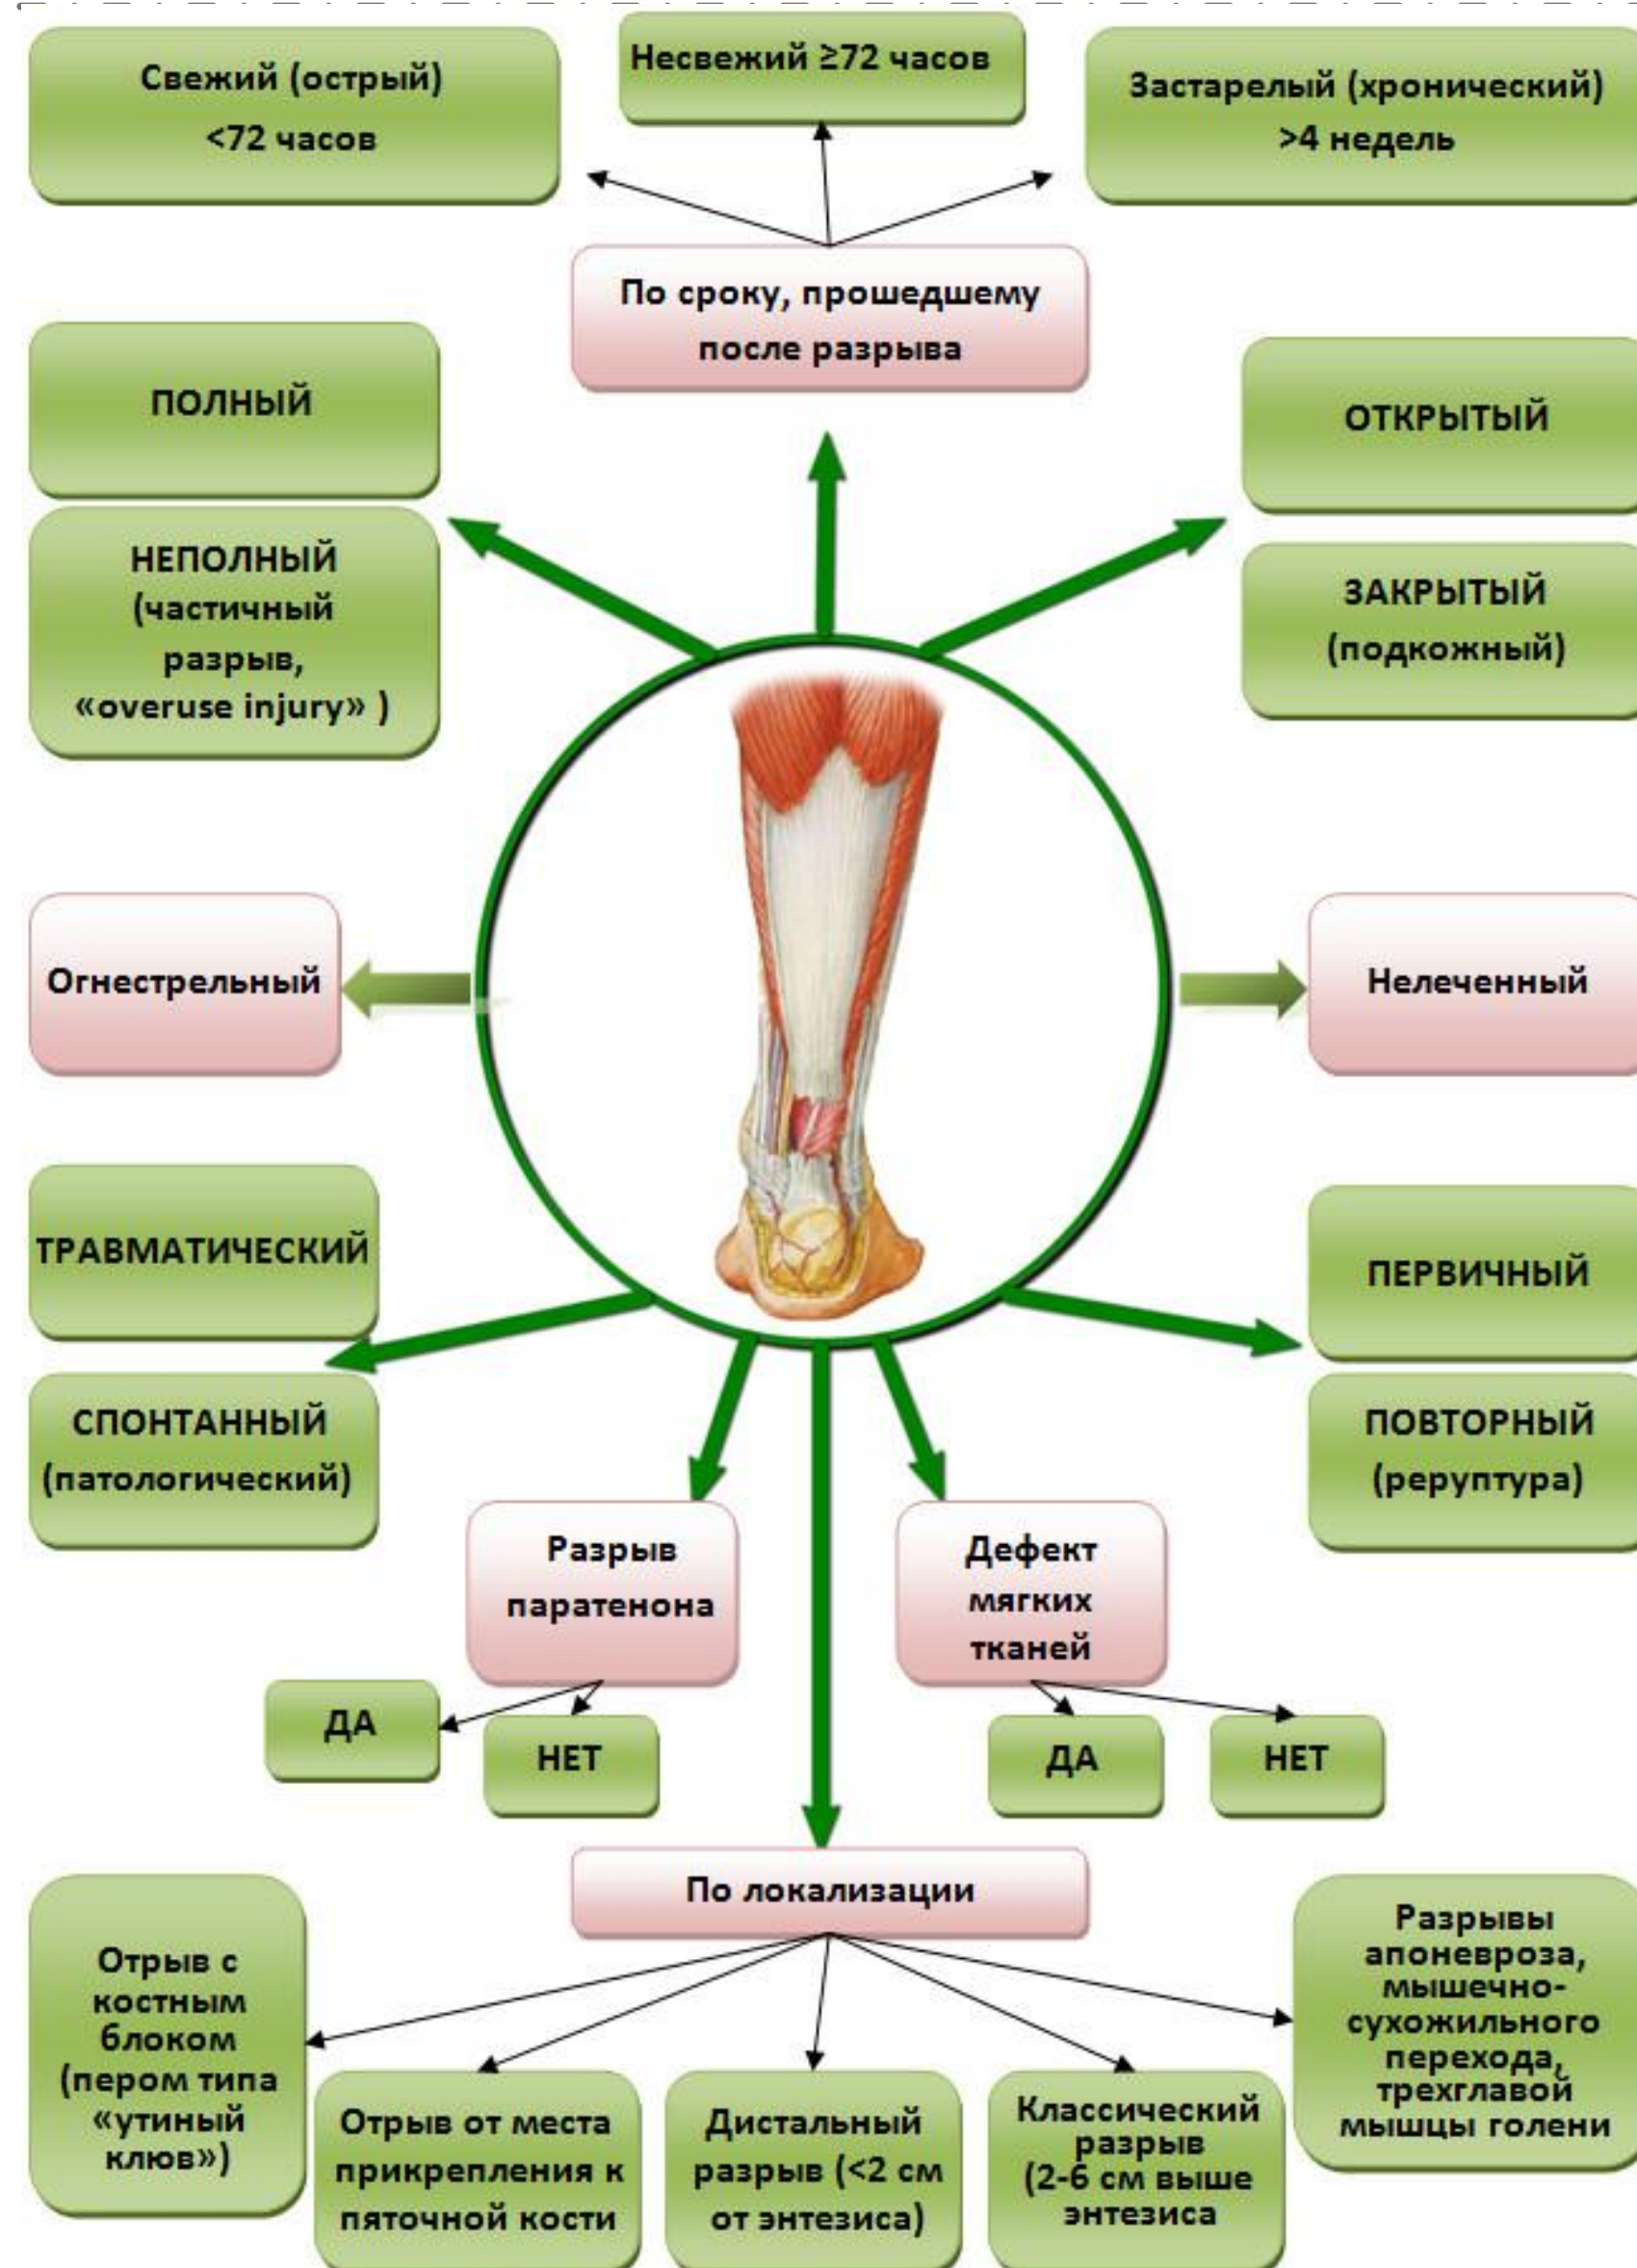 Свежий (острый)
<72 часов
Несвежий ≥72 часов
Застарелый (хронический)
>4 недель
По сроку, прошедшему
после разрыва
ПОЛНЫЙ
НЕПОЛНЫЙ
(частичный
разрыв,
«overuse injury» )
ОТКРЫТЫЙ
ЗАКРЫТЫЙ
(подкожный)
Огнестрельный
Нелеченный
ТРАВМАТИЧЕСКИЙ
СПОНТАННЫЙ
(патологический)
ПЕРВИЧНЫЙ
ПОВТОРНЫЙ
(реруптура)
Разрыв
паратенона
Дефект
мягких
тканей
ДА
НЕТ
ДА
НЕТ
По локализации
Отрыв с
костным
блоком
(пером типа
«утиный
клюв»)
Отрыв от места
прикрепления к
пяточной кости
Дистальный
разрыв (<2 см
от энтезиса)
Классический
разрыв
(2-6 см выше
энтезиса
Разрывы
апоневроза,
мышечно-
сухожильного
перехода,
трехглавой
мышцы голени